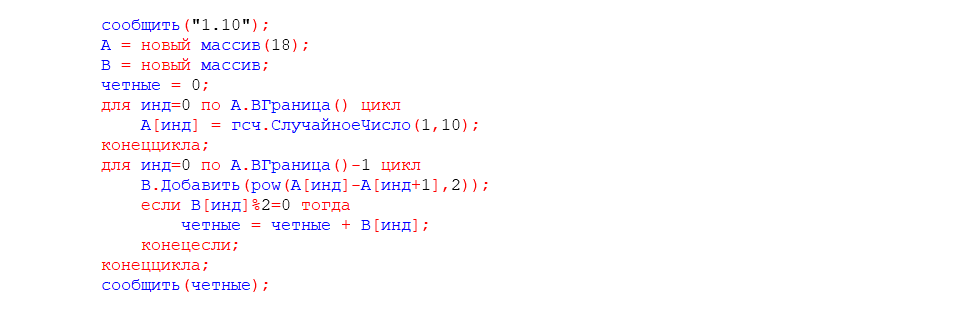 сообщить("1.10");
А = новый массив(18);
В = новый массив;
четные = 0;
для инд=0 по А.ВГраница() цикл
А[инд] = гсч.СлучайноеЧисло(1,10);
конеццикла;
для инд=0 по А.ВГраница()-1 цикл
В.Добавить(pow(А[инд]-А[инд+1],2));
если В[инд]%2=0 тогда
четные = четные + В[инд];
конецесли;
конеццикла;
сообщить(четные);